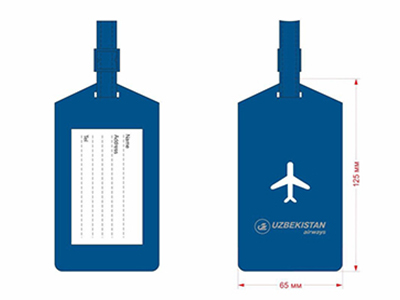 Name
Address
Tel
UZBEKISTAN
airways
125 мм
65 мм